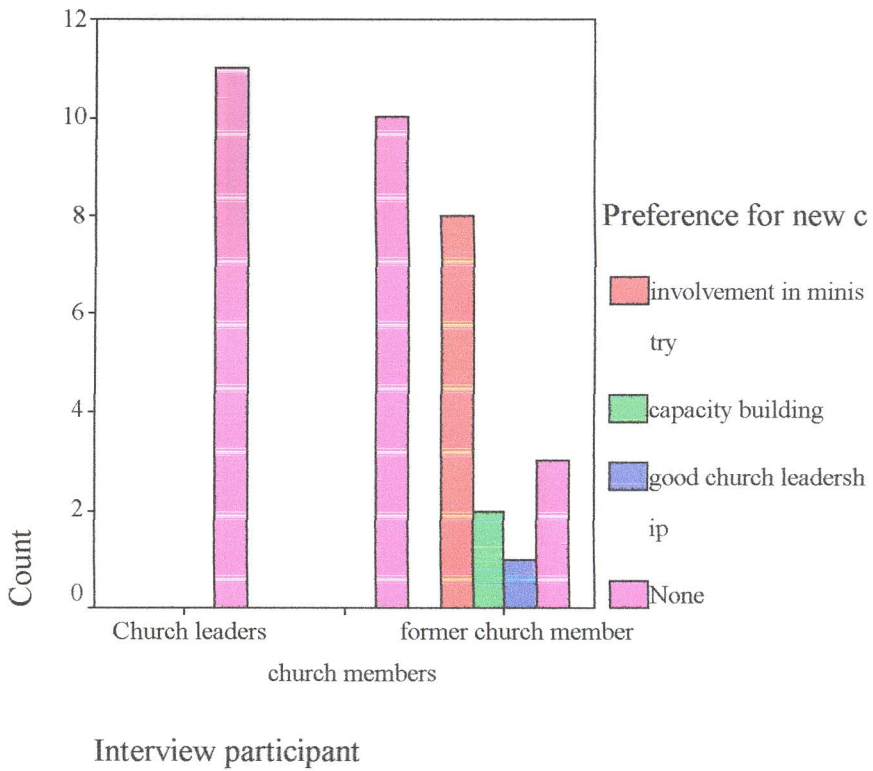 12
10
8
6
4
2
0
Count
Church leaders
church members
former church member
Interview participant
Preference for new c
involvement in minis
try
capacity building
good church leadersh
ip
None